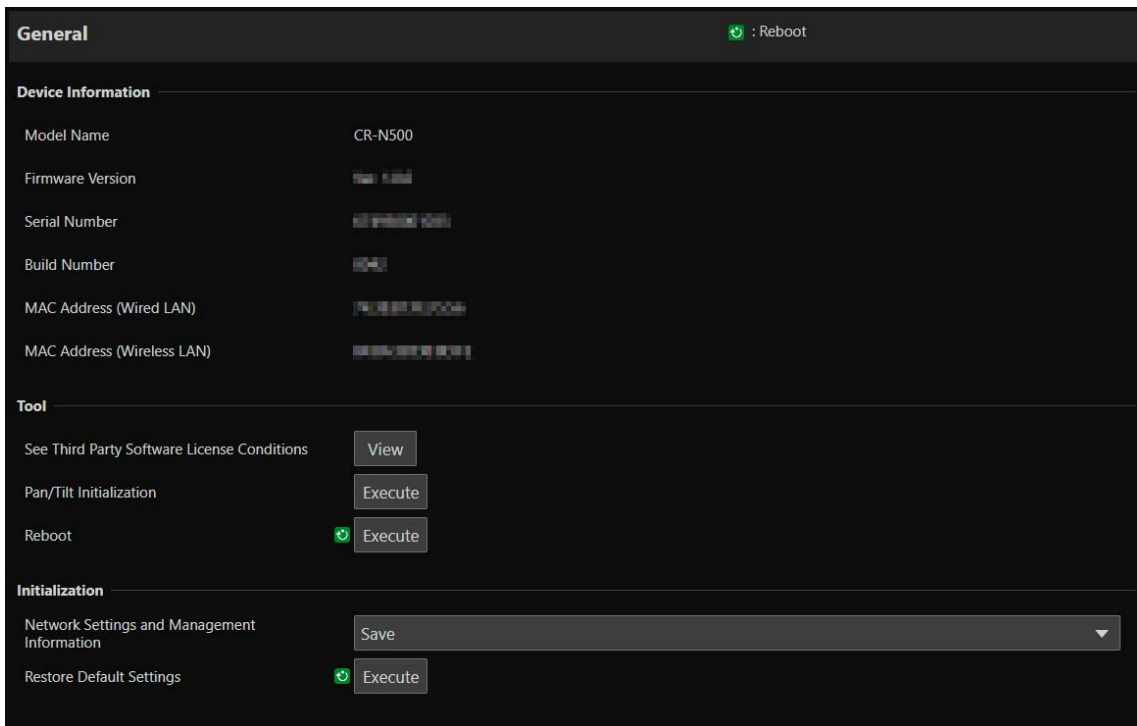 General
: Reboot
Device Information
Model Name
CR-N500
Firmware Version
Serial Number
Build Number
MAC Address (Wired LAN)
MAC Address (Wireless LAN)
Tool
See Third Party Software License Conditions
View
Pan/Tilt Initialization
Execute
Reboot
Execute
Initialization
Network Settings and Management
Information
Save
Restore Default Settings
Execute